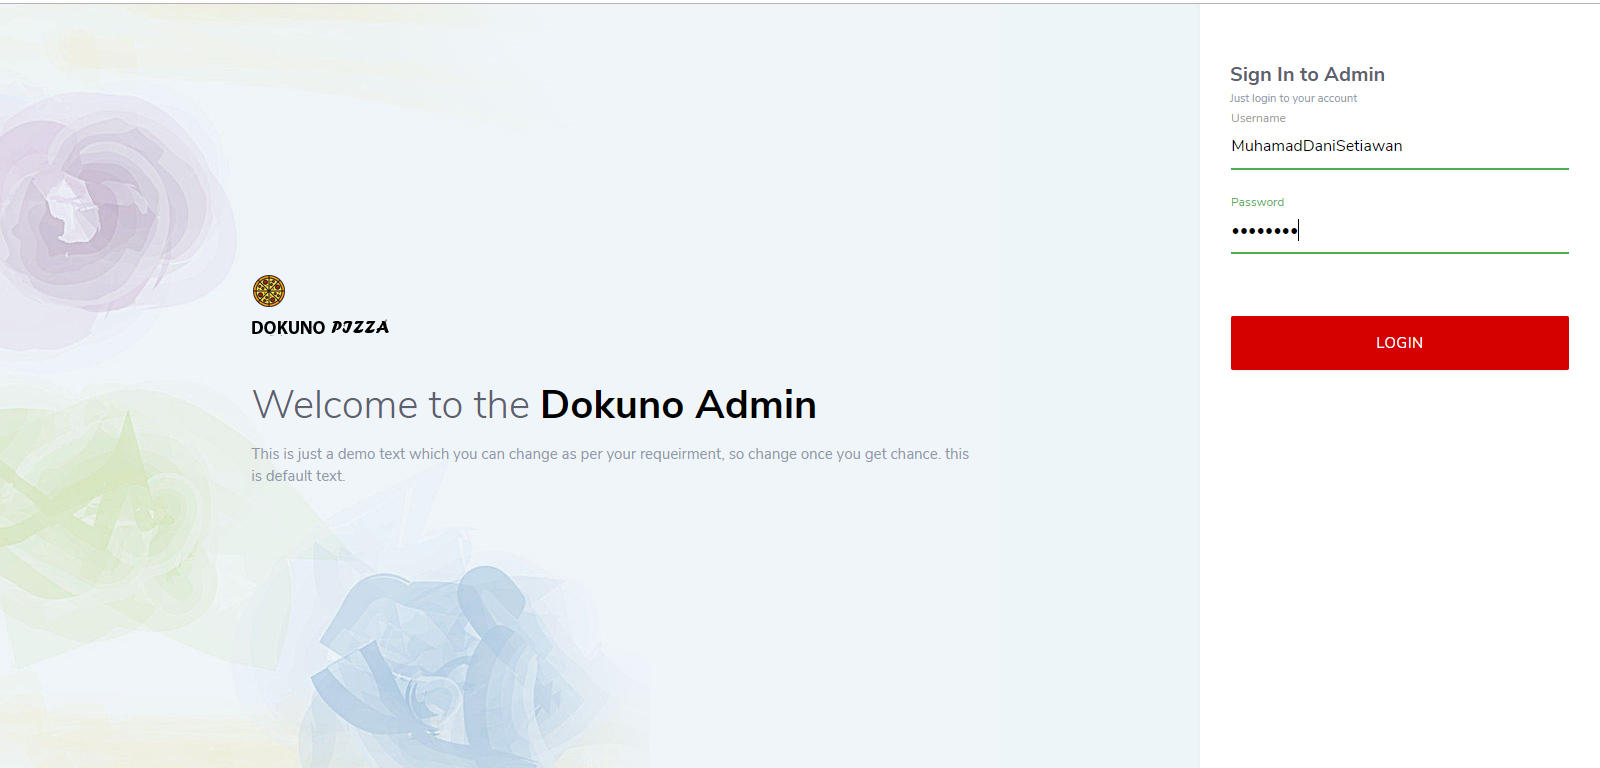 DOKUNO PIZZA
Welcome to the Dokuno Admin
This is just a demo text which you can change as per your requeirment, so change once you get chance. this
is default text.
Sign In to Admin
Just login to your account
Username
MuhamadDaniSetiawan
Password
••••••••
LOGIN